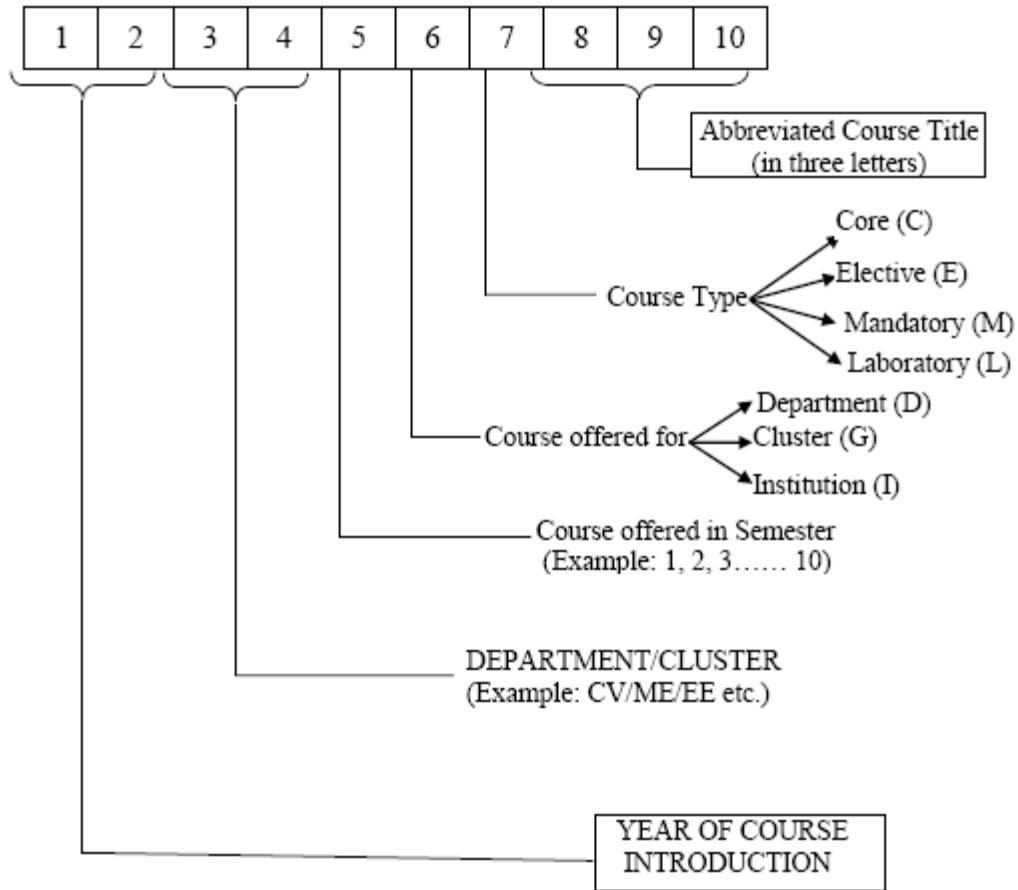 1 2 3 4 5 6 7 8 9 10
Abbreviated Course Title
(in three letters)
Core (C)
Elective (E)
Course Type
Mandatory (M)
Laboratory (L)
Department (D)
Course offered for Cluster (G)
Institution (I)
Course offered in Semester
(Example: 1, 2, 3…… 10)
DEPARTMENT/CLUSTER
(Example: CV/ME/EE etc.)
YEAR OF COURSE
INTRODUCTION